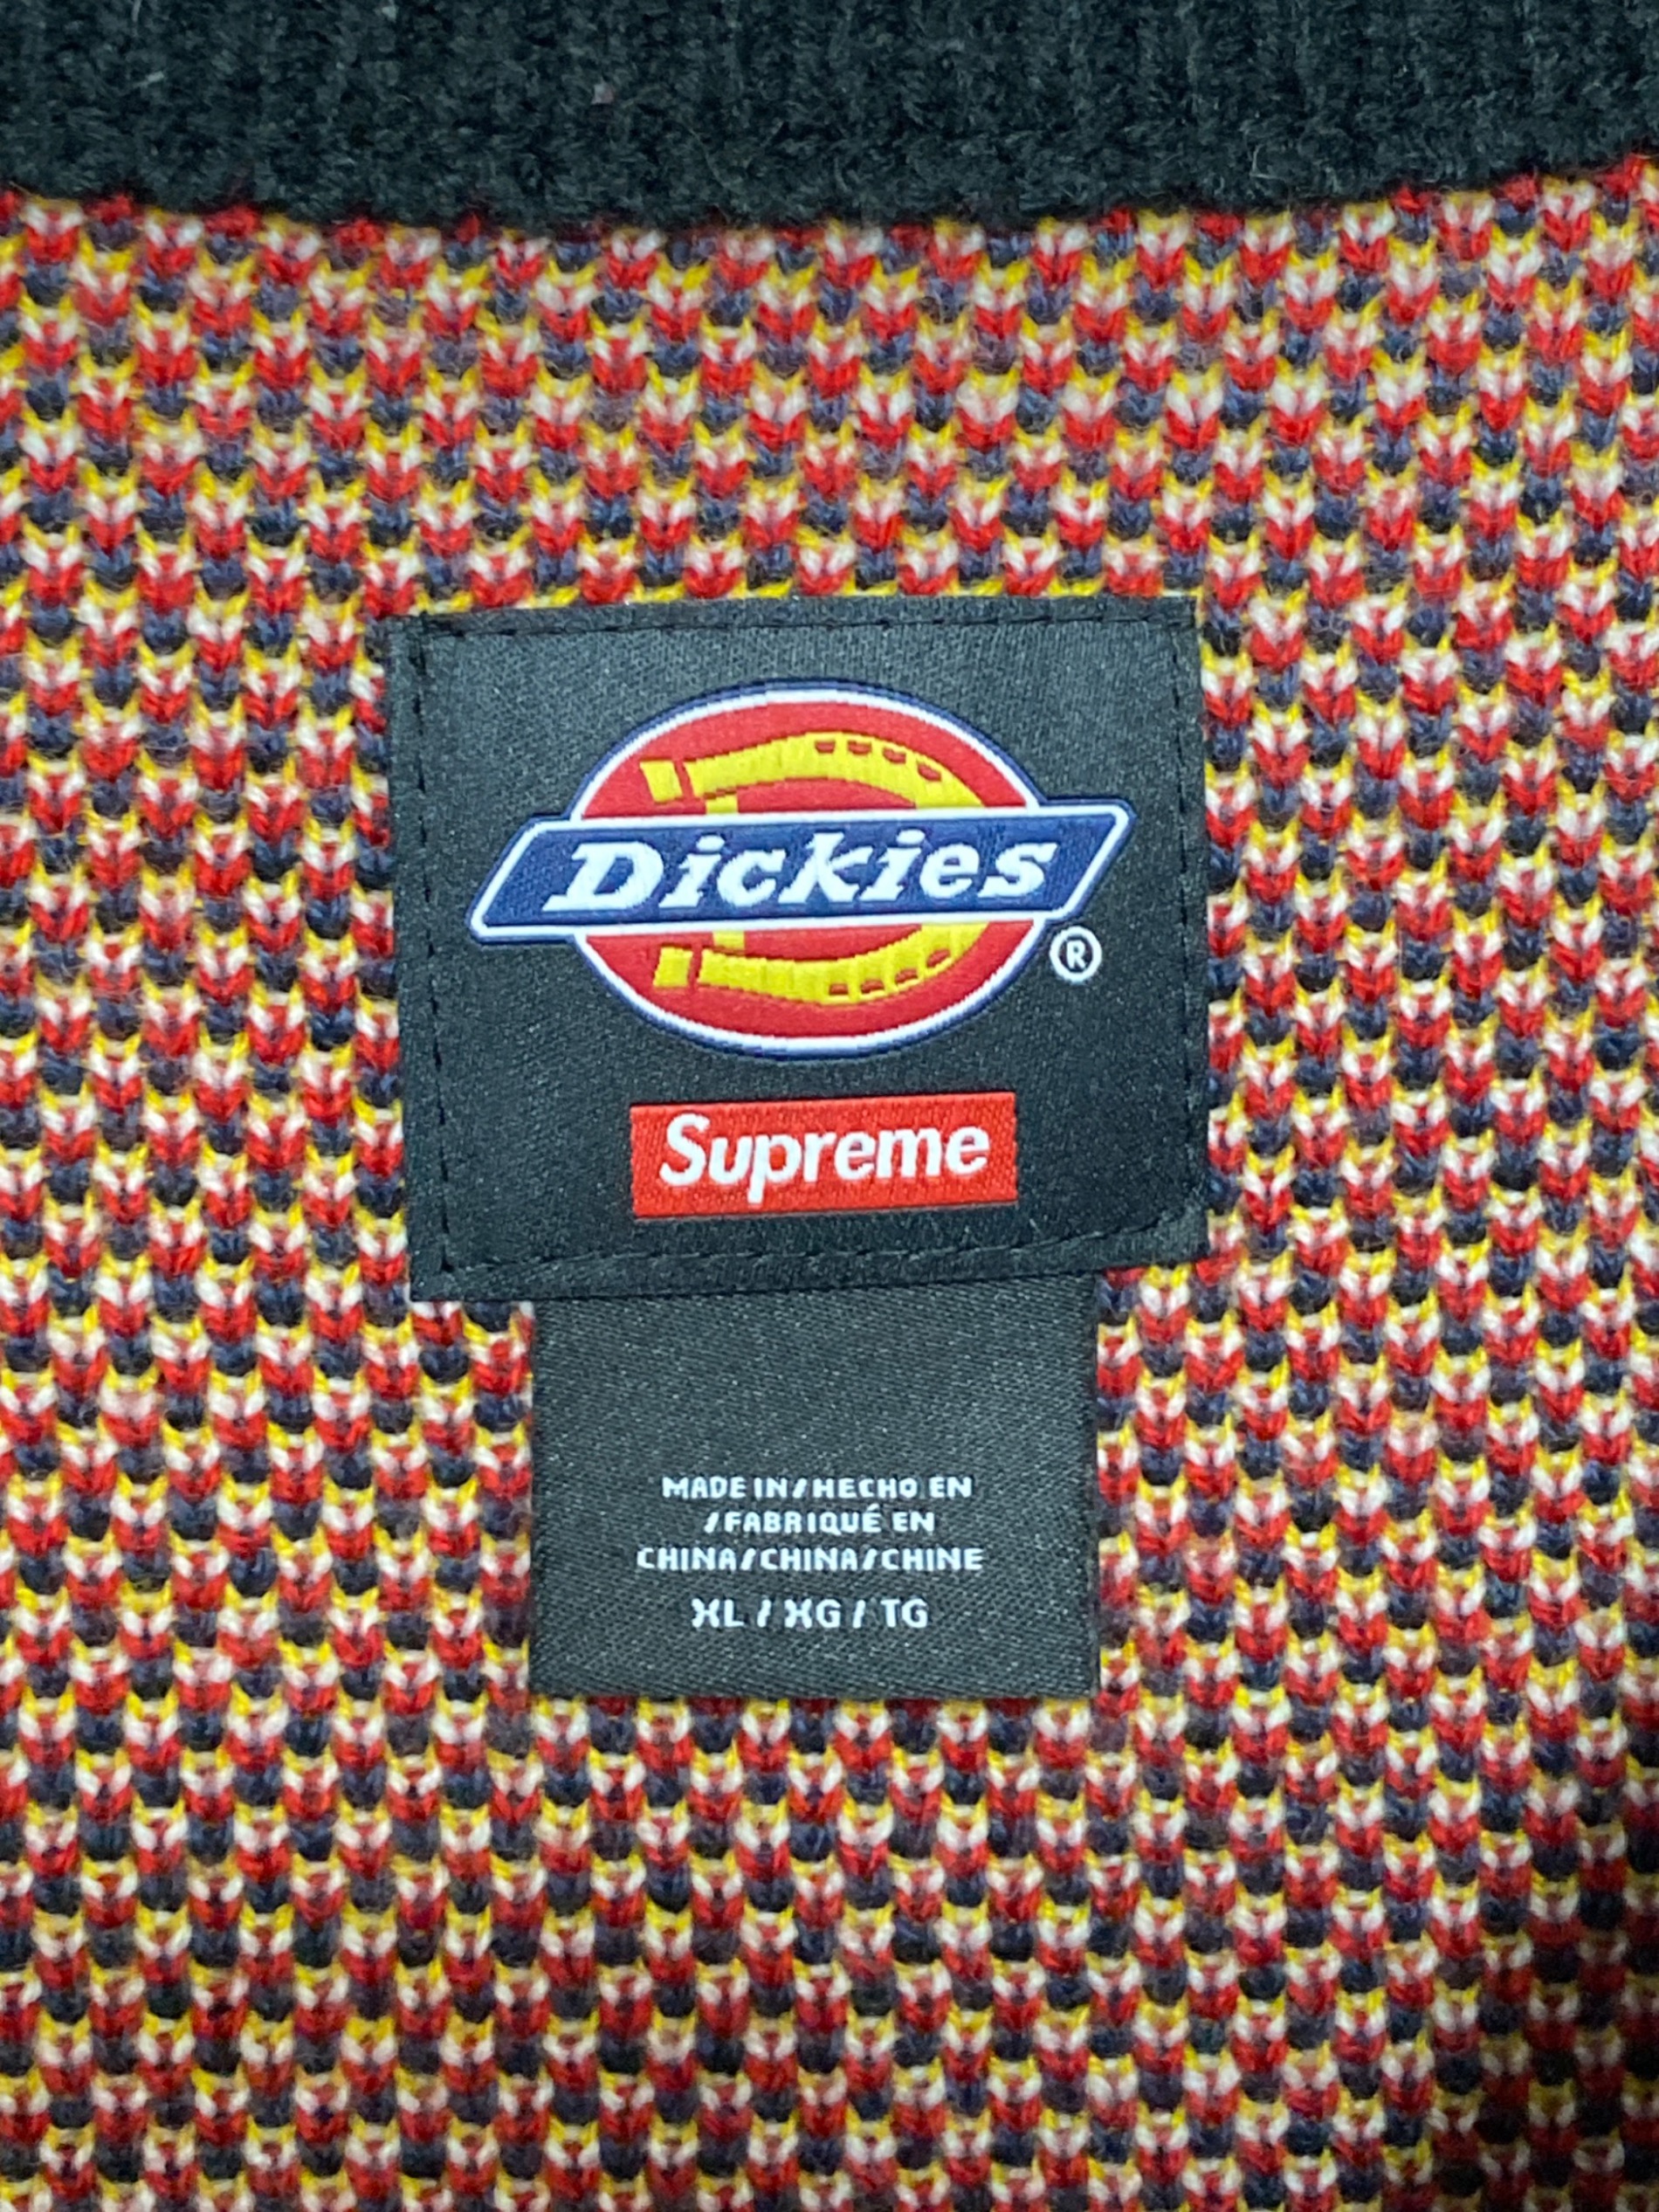 Dickies
®
Supreme
MADE IN/HECHO EN
/FABRIQUÉ EN
CHINA/CHINA/CHINE
XL / XG / TG